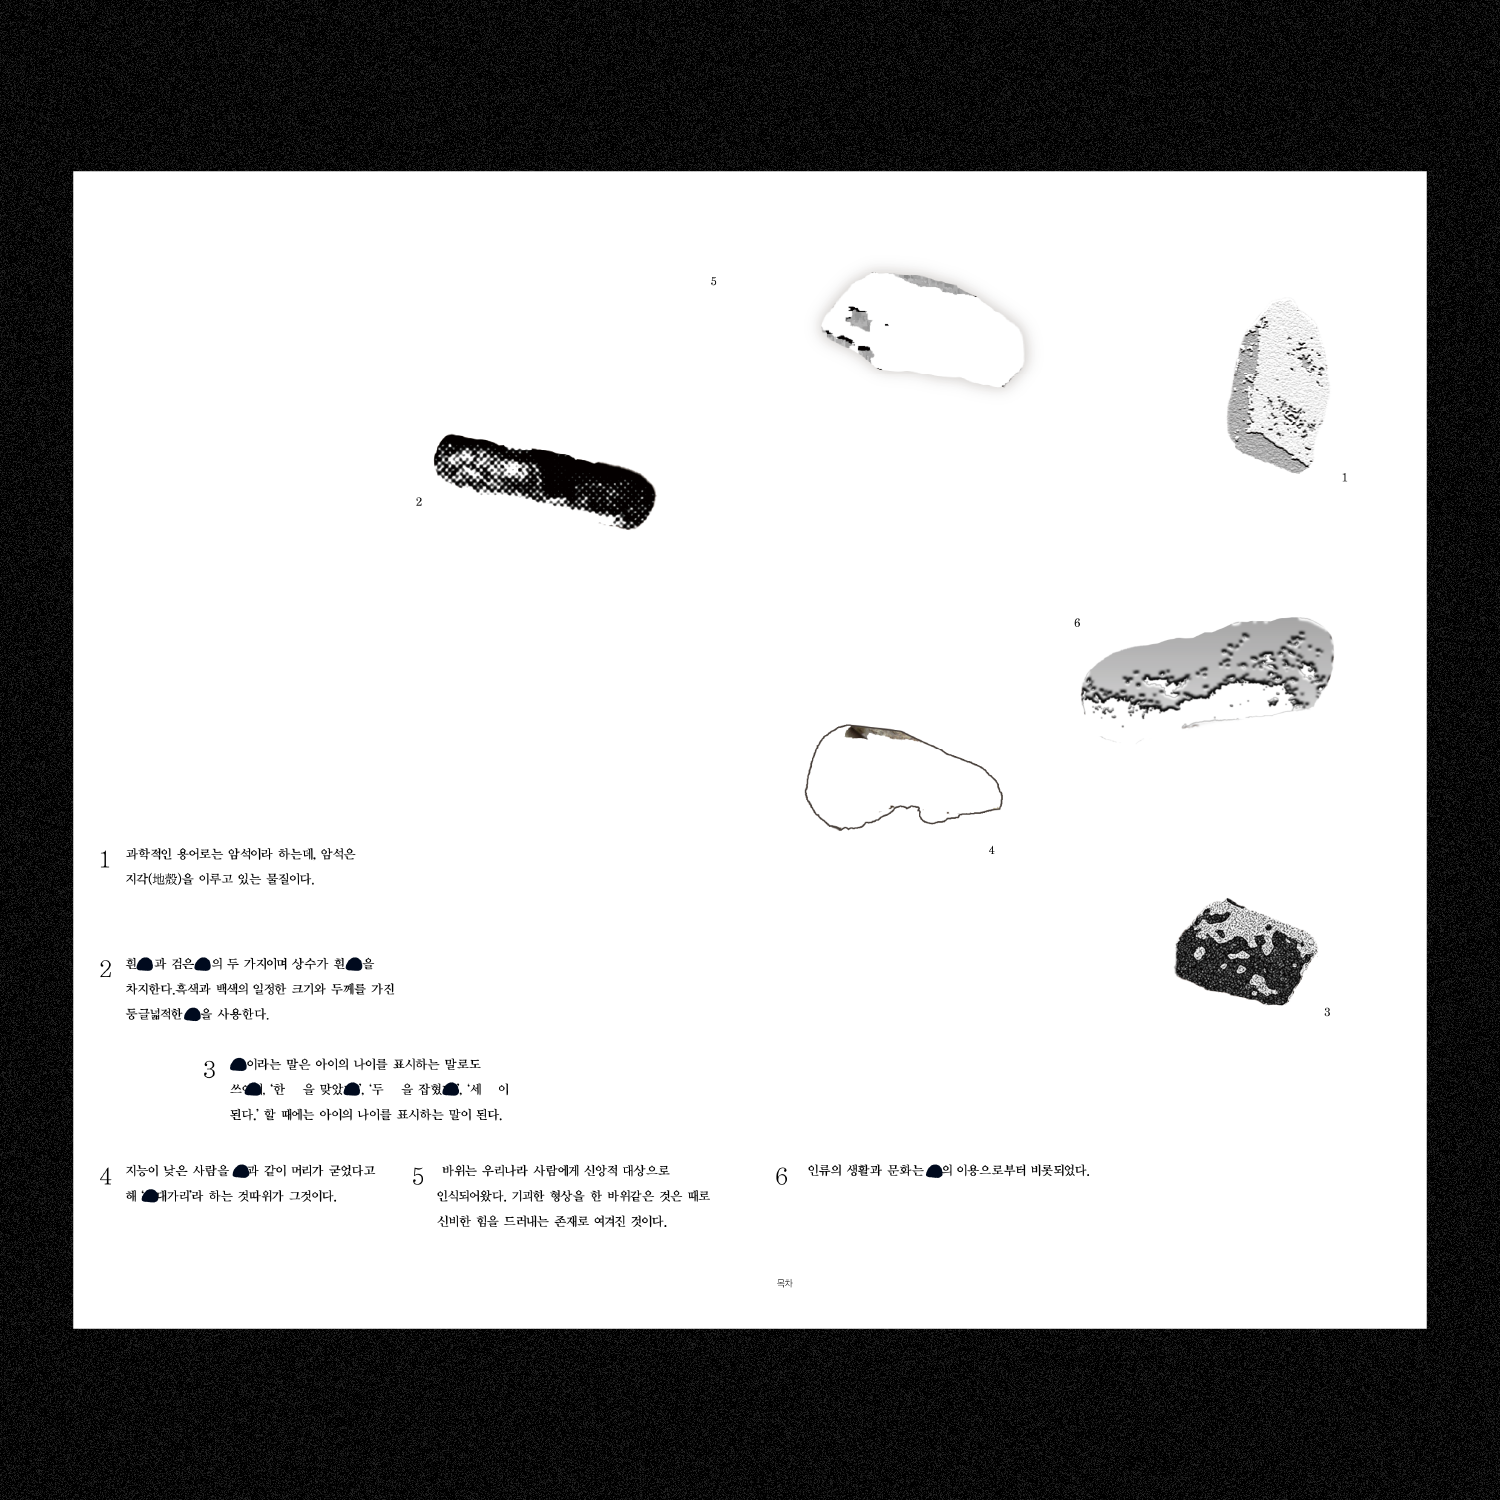 5
1
2
6
4
3
1 과학적인 용어로는 암석이라 하는데, 암석은
지각(地殼)을 이루고 있는 물질이다.
2 흰 과 검은 의 두 가지이며 상수가 흰 을
차지한다.흑색과 백색의 일정한 크기와 두께를 가진
둥글넓적한 을 사용한다.
3 이라는 말은 아이의 나이를 표시하는 말로도
‘한 을 맞았 ’, ‘두 을 잡혔 ’, ‘세 이
된다.’ 할 때에는 아이의 나이를 표시하는 말이 된다.
4 지능이 낮은 사람을 과 같이 머리가 굳었다고
해 ‘ 대가리’라 하는 것따위가 그것이다.
5 바위는 우리나라 사람에게 신앙적 대상으로
인식되어왔다. 기괴한 형상을 한 바위같은 것은 때로
신비한 힘을 드러내는 존재로 여겨진 것이다.
6 인류의 생활과 문화는 의 이용으로부터 비롯되었다.
목차